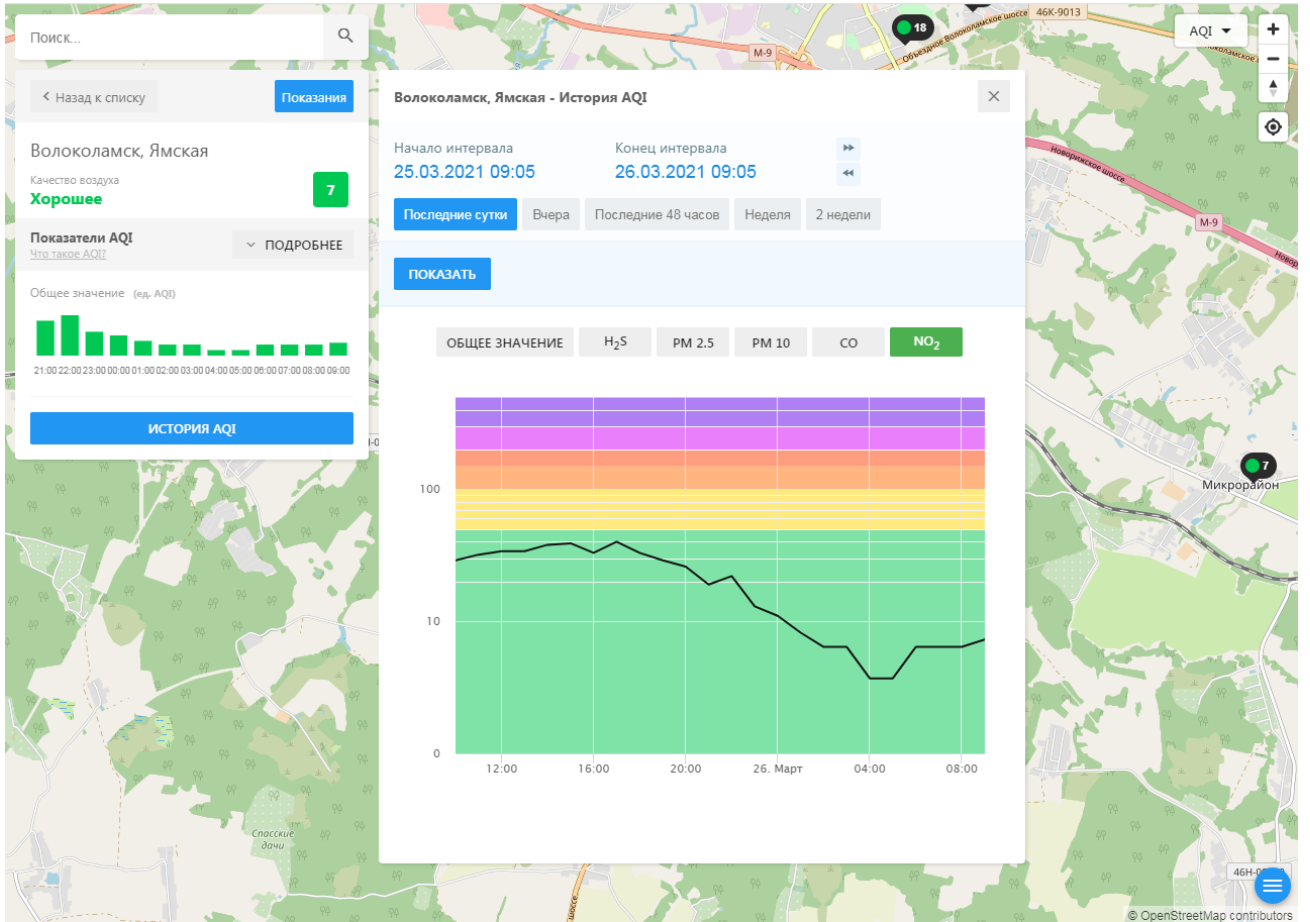 Поиск...
46К-9013
18
Объездное Волоколамское шоссе
M-9
AQI
Назад к списку
Показания
Волоколамск, Ямская - История AQI
Волоколамск, Ямская
Качество воздуха
Хорошее
7
Начало интервала
Конец интервала
25.03.2021 09:05
26.03.2021 09:05
Последние сутки
Вчера
Последние 48 часов
Неделя
2 недели
Новорижское шоссе
M-9
Показатели AQI
Что такое AQI?
ПОДРОБНЕЕ
ПОКАЗАТЬ
Общее значение (ед. AQI)
21:00 22:00 23:00 00:00 01:00 02:00 03:00 04:00 05:00 06:00 07:00 08:00 09:00
ИСТОРИЯ AQI
ОБЩЕЕ ЗНАЧЕНИЕ
H₂S
PM 2.5
PM 10
CO
NO₂
100
10
0
12:00
16:00
20:00
26. Март
04:00
08:00
7
Микрорайон
Спасские
дачи
шоссе
© OpenStreetMap contributors